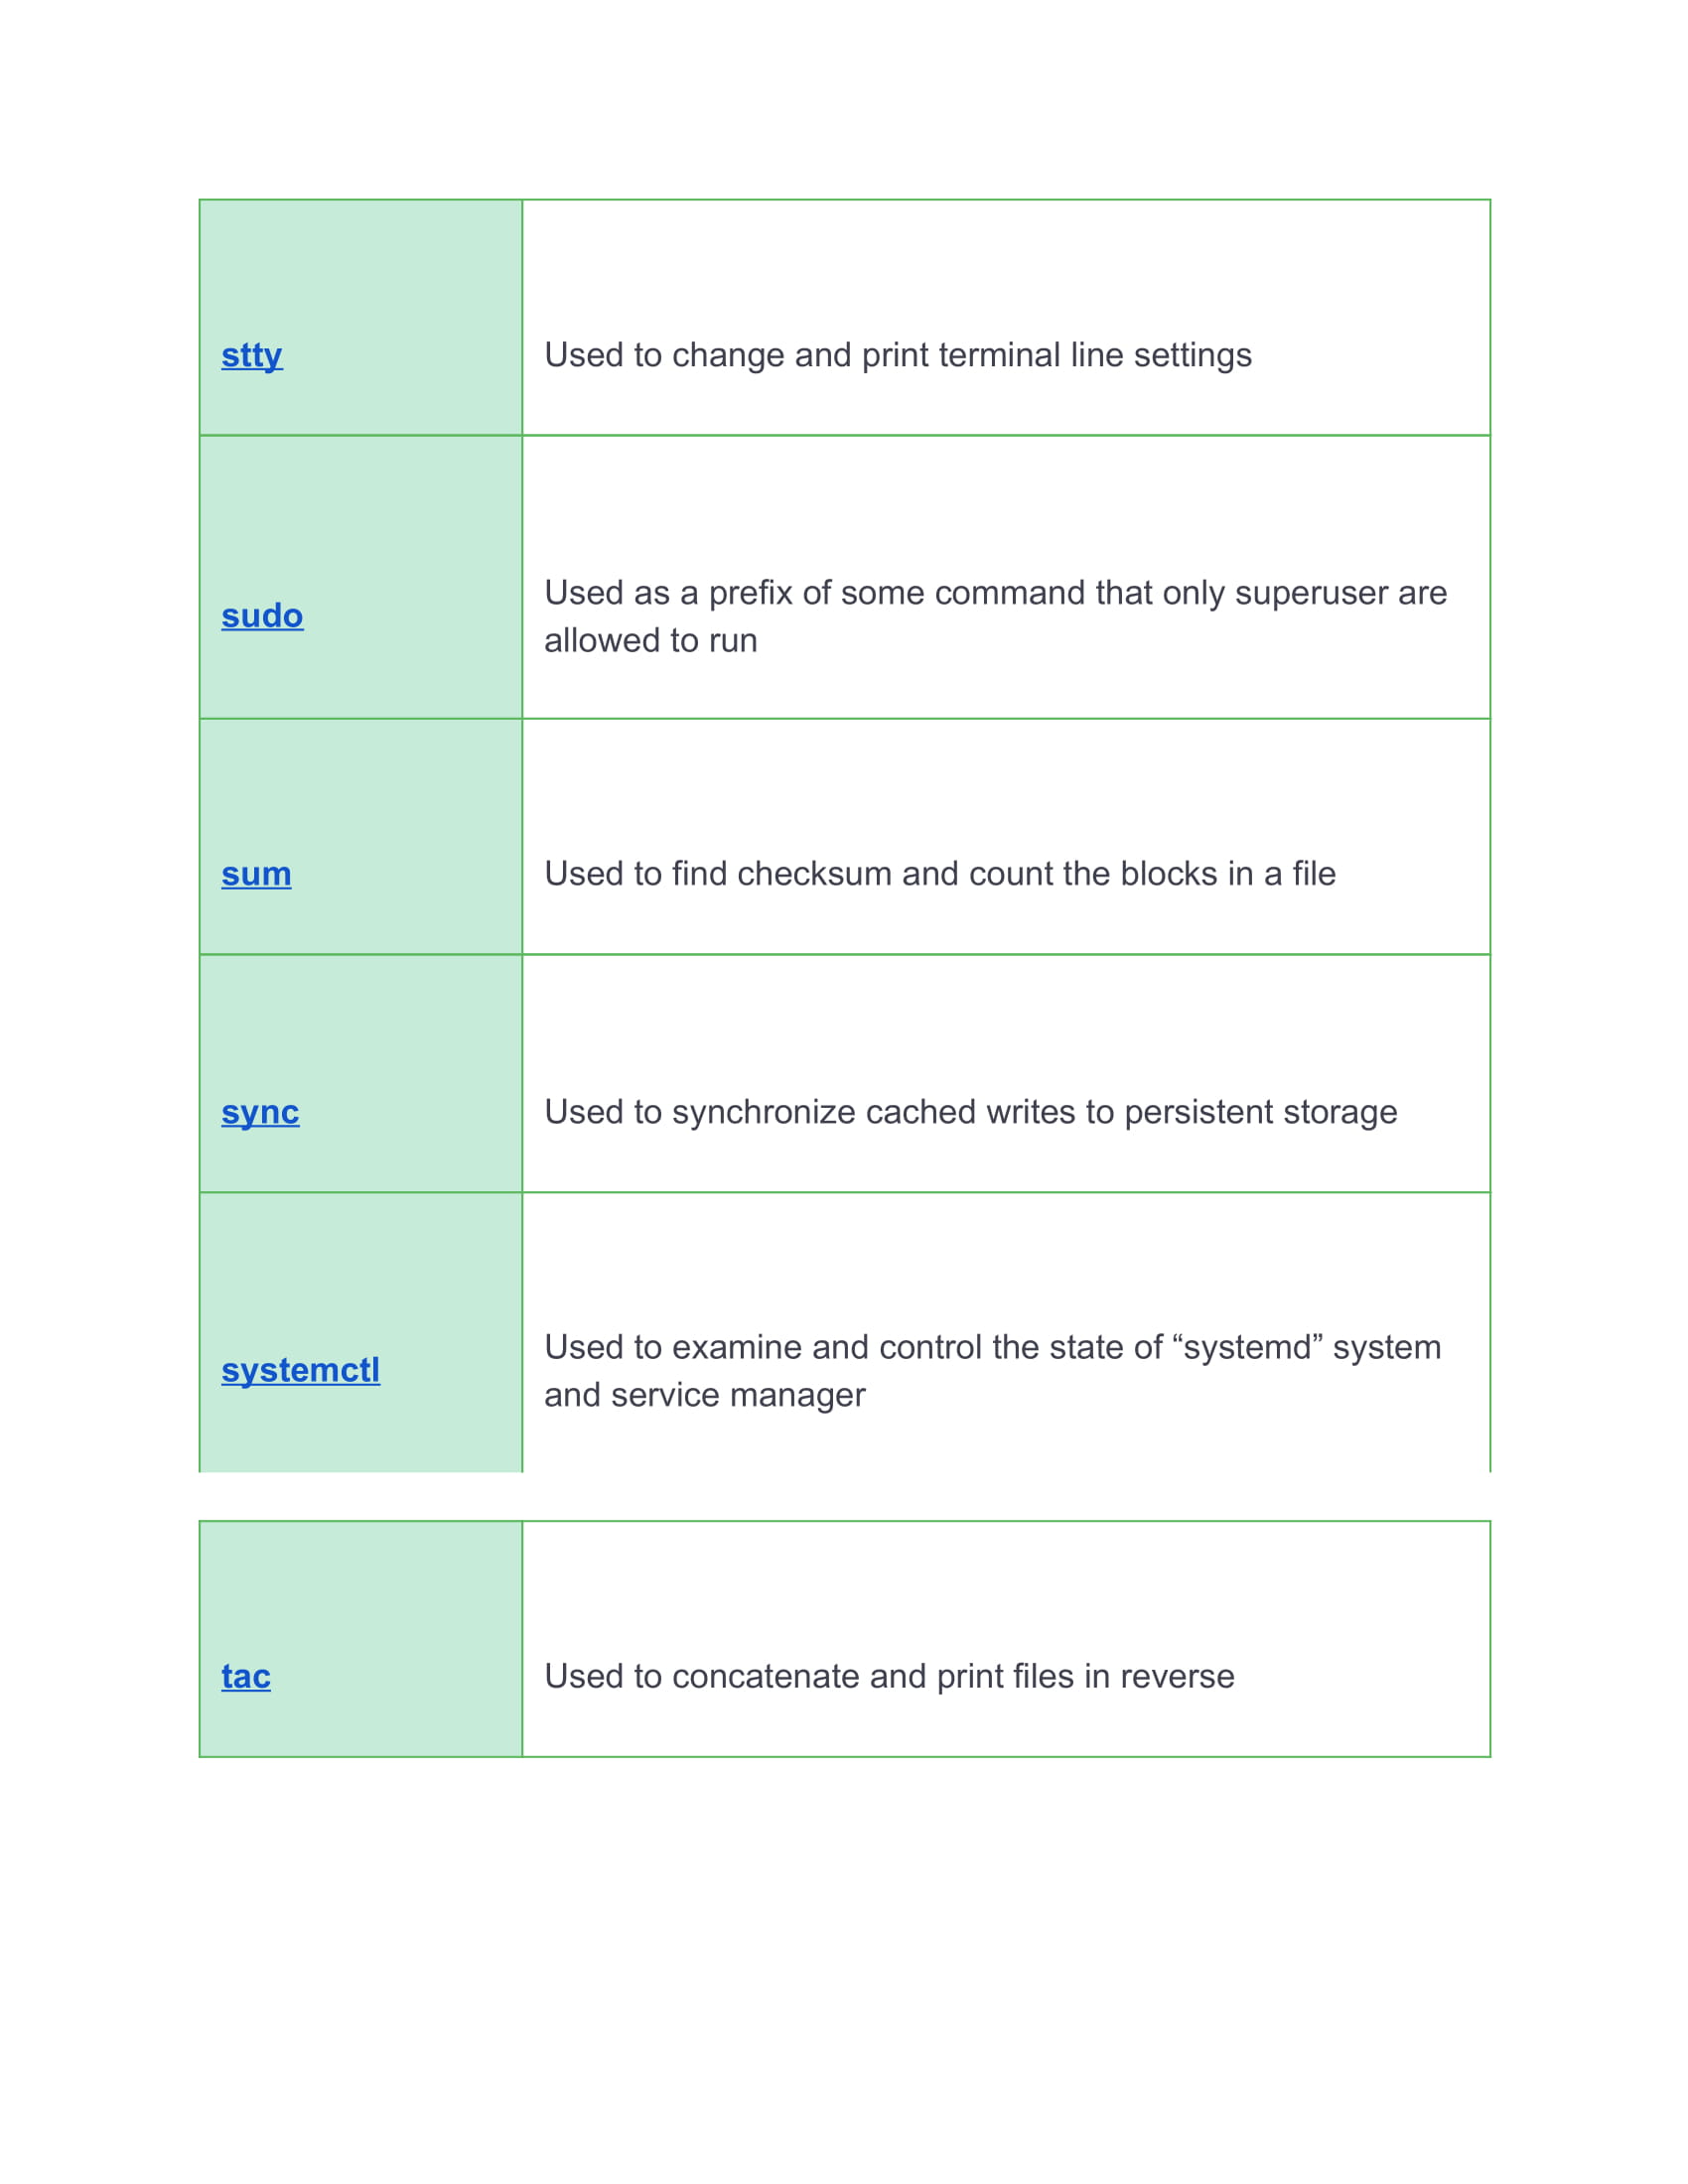 stty
Used to change and print terminal line settings
sudo
Used as a prefix of some command that only superuser are
allowed to run
sum
Used to find checksum and count the blocks in a file
sync
Used to synchronize cached writes to persistent storage
systemctl
Used to examine and control the state of “systemd” system
and service manager
tac
Used to concatenate and print files in reverse